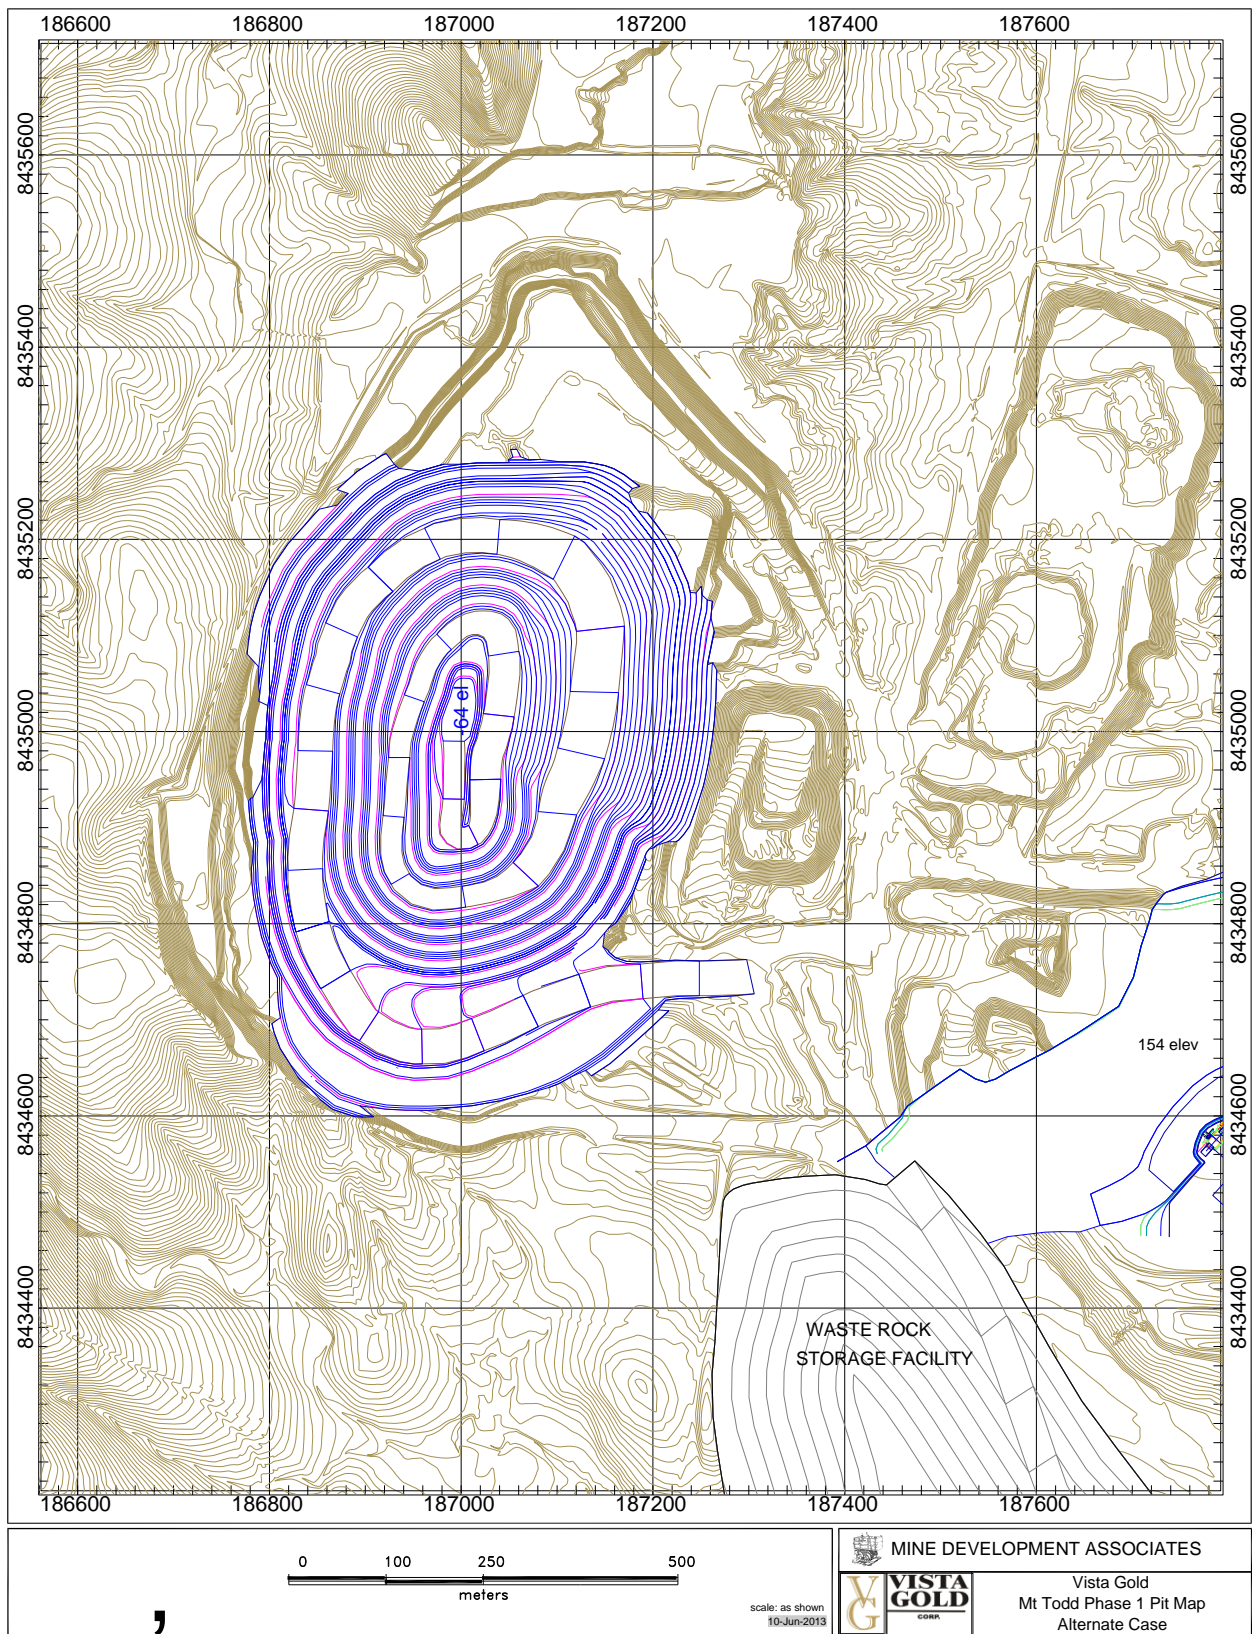 186600 186800 187000 187200 187400 187600
8435600 8435600
8435400 8435400
8435200 8435200
8435000 8435000
8434800 8434800
8434600 8434600
8434400 8434400
-64 el
154 elev
WASTE ROCK
STORAGE FACILITY
186600 186800 187000 187200 187400 187600
0 100 250 500
meters
,
scale: as shown
10-Jun-2013
MINE DEVELOPMENT ASSOCIATES
VG
VISTA
GOLD
CORP.
Vista Gold
Mt Todd Phase 1 Pit Map
Alternate Case